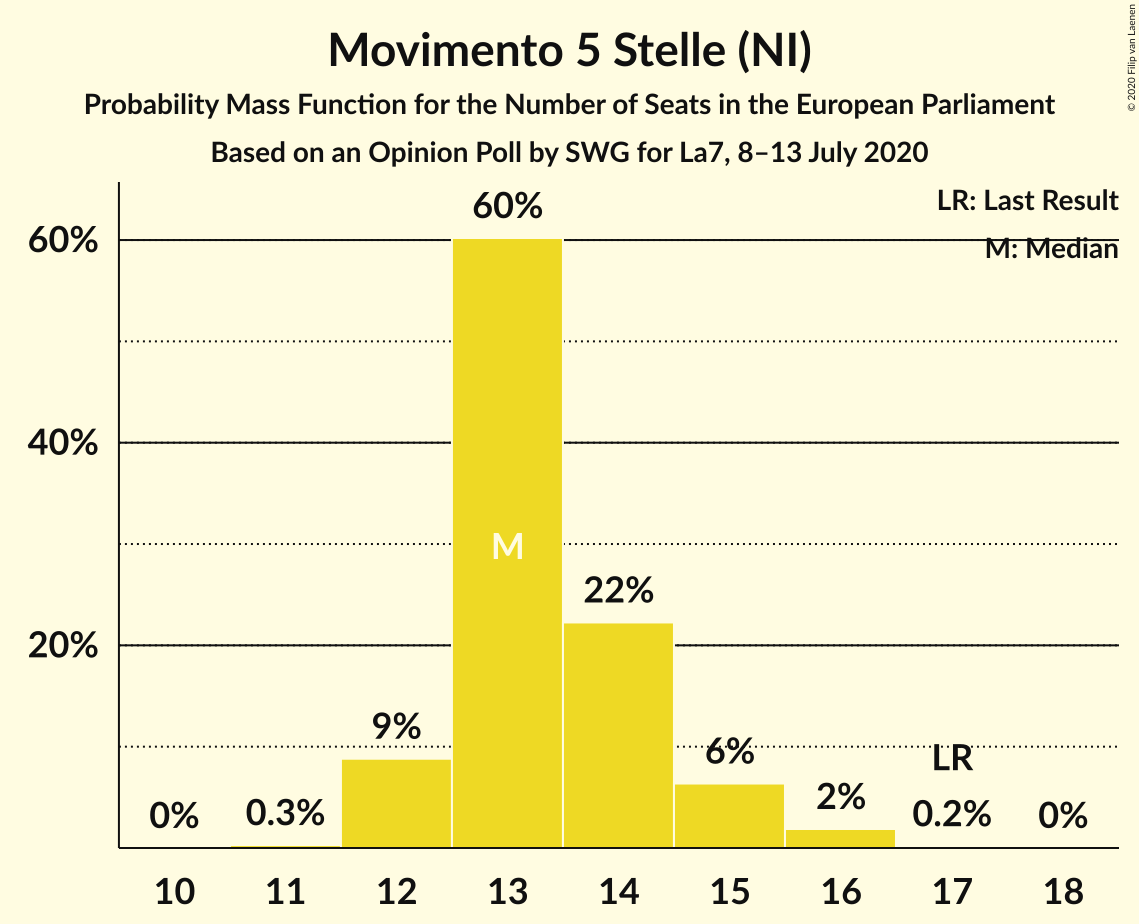 Movimento 5 Stelle (NI)
Probability Mass Function for the Number of Seats in the European Parliament
Based on an Opinion Poll by SWG for La7, 8–13 July 2020
© 2020 Filip van Laenen
LR: Last Result
M: Median
60%
40%
20%
0%
0.3%
9%
60%
M
22%
6%
2%
LR
0.2%
0%
10 11 12 13 14 15 16 17 18